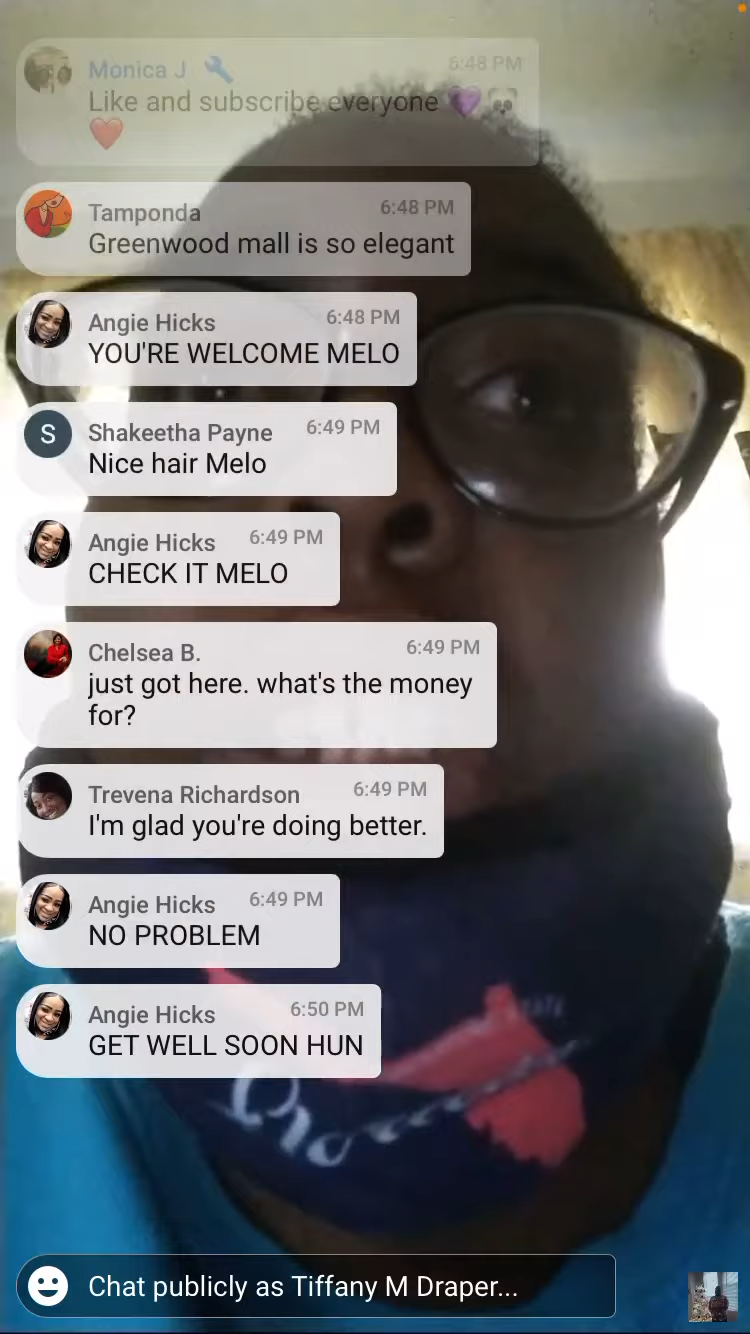 Monica J
6:48 PM
Like and subscribe everyone 💜🐼
❤️
Tamponda
6:48 PM
Greenwood mall is so elegant
Angie Hicks
6:48 PM
YOU'RE WELCOME MELO
S
Shakeetha Payne
6:49 PM
Nice hair Melo
Angie Hicks
6:49 PM
CHECK IT MELO
Chelsea B.
6:49 PM
just got here. what's the money
for?
Trevena Richardson
6:49 PM
I'm glad you're doing better.
Angie Hicks
6:49 PM
NO PROBLEM
Angie Hicks
6:50 PM
GET WELL SOON HUN
Chat publicly as Tiffany M Draper...